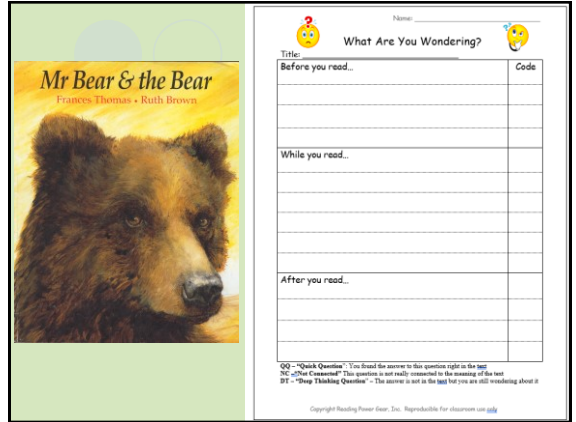 Mr Bear & the Bear
Frances Thomas • Ruth Brown
Name:
What Are You Wondering?
Title:
Before you read...
Code
While you read...
After you read...
QQ – “Quick Question”: You found the answer to this question right in the text
NC –“Not Connected” This question is not really connected to the meaning of the text
DT – “Deep Thinking Question” – The answer is not in the text but you are still wondering about it
Copyright Reading Power Gear, Inc. Reproducible for classroom use only